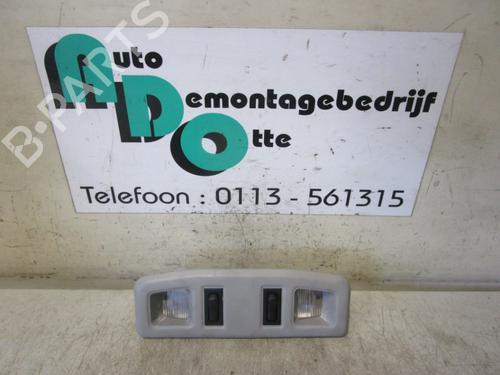 Auto
Demontagebedrijf
Otte
Telefoon : 0113 - 561315
B-PARTS